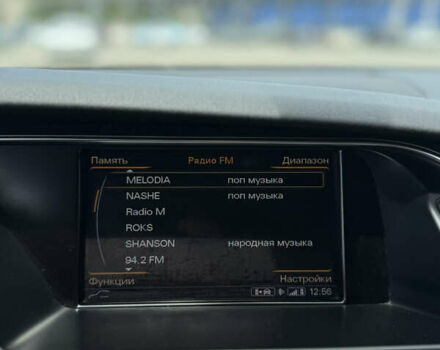 Память Радио FM Диапазон
MELODIA поп музыка
NASHE поп музыка
Radio M
ROKS
SHANSON народная музыка
94.2 FM
Функции Настройки
12:56